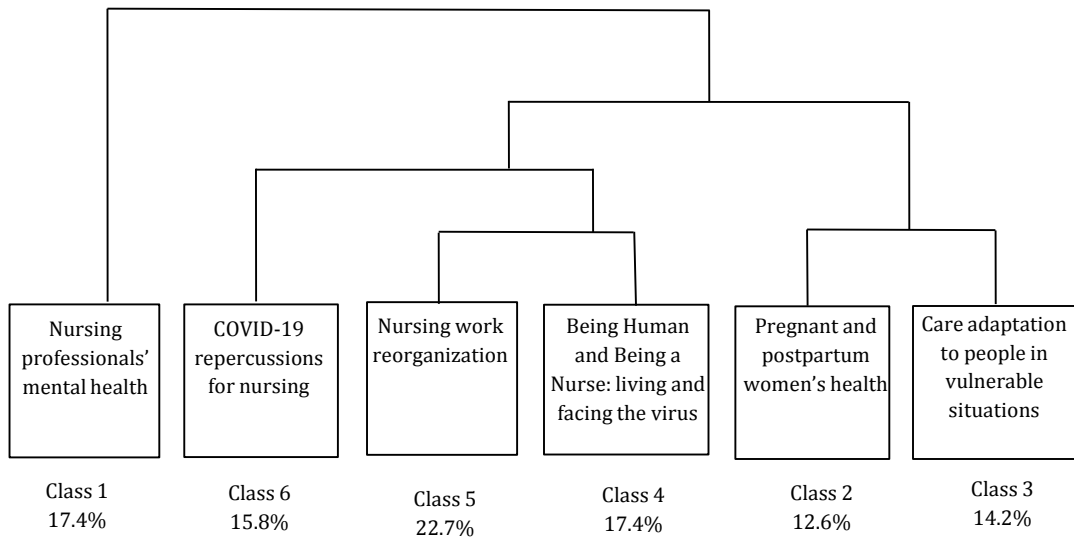 Nursing
professionals’
mental health
COVID-19
repercussions
for nursing
Nursing work
reorganization
Being Human
and Being a
Nurse: living and
facing the virus
Pregnant and
postpartum
women’s health
Care adaptation
to people in
vulnerable
situations
Class 1
17.4%
Class 6
15.8%
Class 5
22.7%
Class 4
17.4%
Class 2
12.6%
Class 3
14.2%